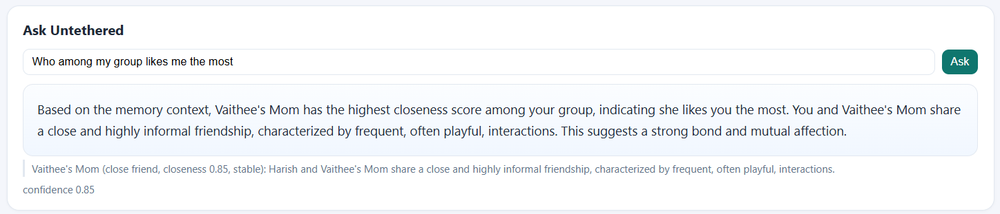 Ask Untethered
Who among my group likes me the most
Ask
Based on the memory context, Vaithee's Mom has the highest closeness score among your group, indicating she likes you the most. You and Vaithee's Mom share
a close and highly informal friendship, characterized by frequent, often playful, interactions. This suggests a strong bond and mutual affection.
Vaithee's Mom (close friend, closeness 0.85, stable): Harish and Vaithee's Mom share a close and highly informal friendship, characterized by frequent, often playful, interactions.
confidence 0.85